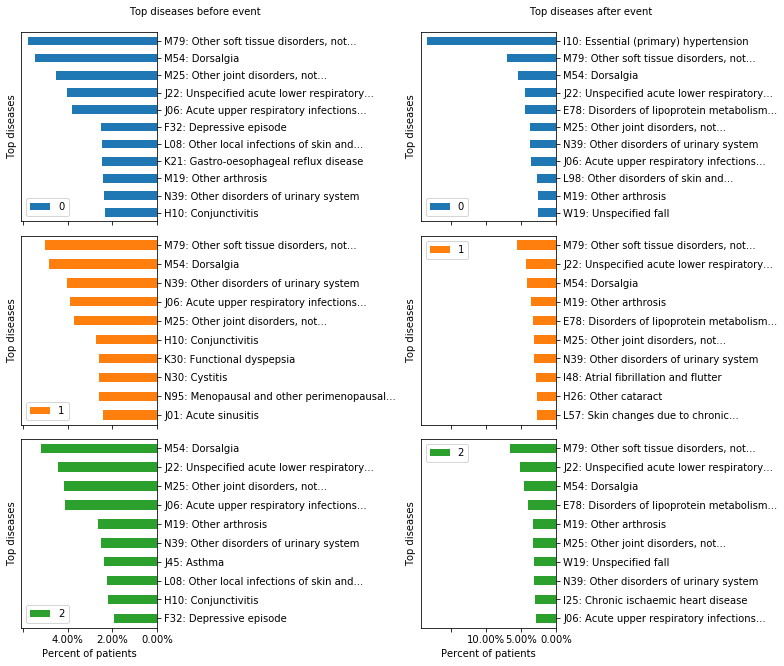 Top diseases before event
Top diseases
M79: Other soft tissue disorders, not...
M54: Dorsalgia
M25: Other joint disorders, not...
J22: Unspecified acute lower respiratory...
J06: Acute upper respiratory infections...
F32: Depressive episode
L08: Other local infections of skin and...
K21: Gastro-oesophageal reflux disease
M19: Other arthrosis
N39: Other disorders of urinary system
H10: Conjunctivitis
0
Top diseases
M79: Other soft tissue disorders, not...
M54: Dorsalgia
N39: Other disorders of urinary system
J06: Acute upper respiratory infections...
M25: Other joint disorders, not...
H10: Conjunctivitis
K30: Functional dyspepsia
N30: Cystitis
N95: Menopausal and other perimenopausal...
J01: Acute sinusitis
1
Top diseases
M54: Dorsalgia
J22: Unspecified acute lower respiratory...
M25: Other joint disorders, not...
J06: Acute upper respiratory infections...
M19: Other arthrosis
N39: Other disorders of urinary system
J45: Asthma
L08: Other local infections of skin and...
H10: Conjunctivitis
F32: Depressive episode
2
4.00% 2.00% 0.00%
Percent of patients
Top diseases after event
Top diseases
I10: Essential (primary) hypertension
M79: Other soft tissue disorders, not...
M54: Dorsalgia
J22: Unspecified acute lower respiratory...
E78: Disorders of lipoprotein metabolism...
M25: Other joint disorders, not...
N39: Other disorders of urinary system
J06: Acute upper respiratory infections...
L98: Other disorders of skin and...
M19: Other arthrosis
W19: Unspecified fall
0
Top diseases
1
M79: Other soft tissue disorders, not...
J22: Unspecified acute lower respiratory...
M54: Dorsalgia
M19: Other arthrosis
E78: Disorders of lipoprotein metabolism...
M25: Other joint disorders, not...
N39: Other disorders of urinary system
I48: Atrial fibrillation and flutter
H26: Other cataract
L57: Skin changes due to chronic...
Top diseases
2
M79: Other soft tissue disorders, not...
J22: Unspecified acute lower respiratory...
M54: Dorsalgia
E78: Disorders of lipoprotein metabolism...
M19: Other arthrosis
M25: Other joint disorders, not...
W19: Unspecified fall
N39: Other disorders of urinary system
I25: Chronic ischaemic heart disease
J06: Acute upper respiratory infections...
10.00% 5.00% 0.00%
Percent of patients